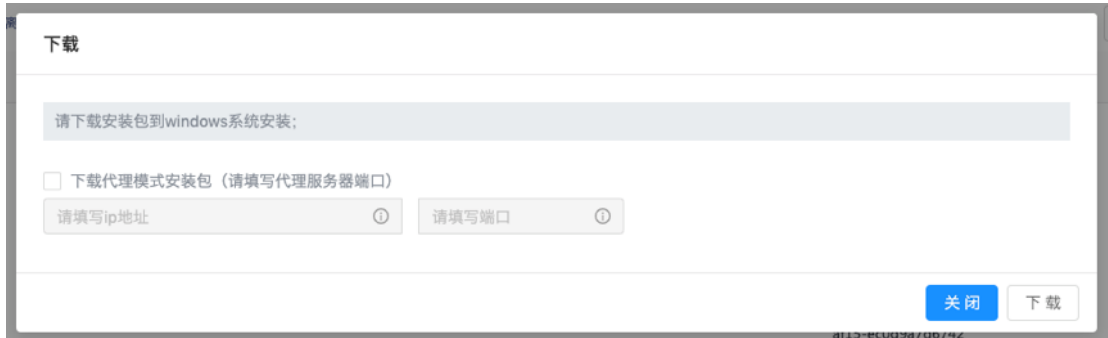 下载
请下载安装包到windows系统安装;
下载代理模式安装包（请填写代理服务器端口）
请填写ip地址
请填写端口
关 闭
下 载